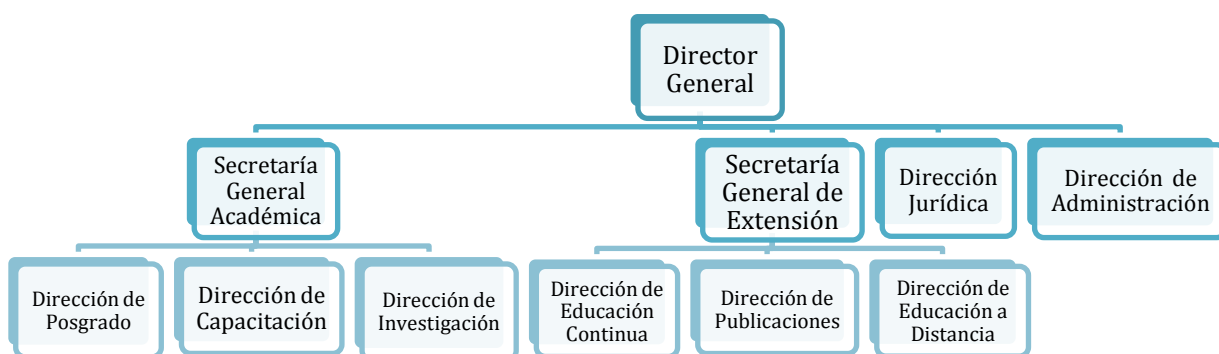 Director
General
Secretaría
General
Académica
Secretaría
General de
Extensión
Dirección
Jurídica
Dirección de
Administración
Dirección de
Posgrado
Dirección de
Capacitación
Dirección de
Investigación
Dirección de
Educación
Continua
Dirección de
Publicaciones
Dirección de
Educación a
Distancia